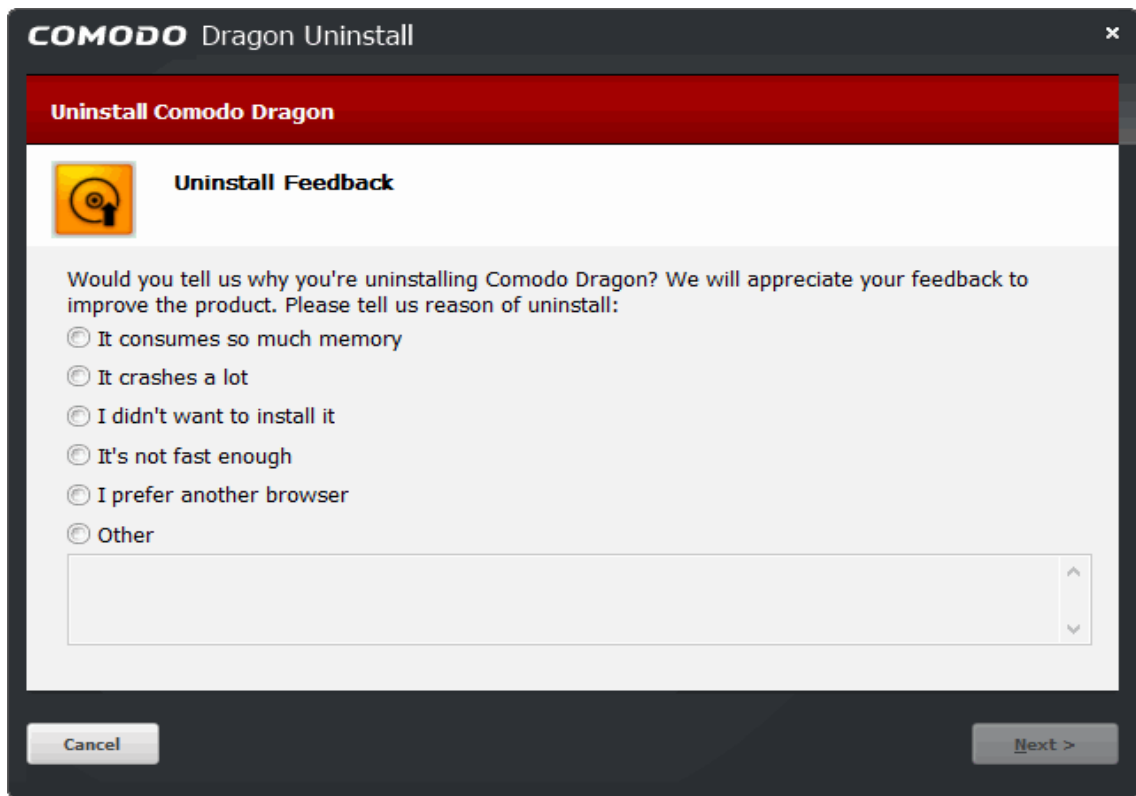 COMODO Dragon Uninstall
Uninstall Comodo Dragon
Uninstall Feedback
Would you tell us why you're uninstalling Comodo Dragon? We will appreciate your feedback to
improve the product. Please tell us reason of uninstall:
It consumes so much memory
It crashes a lot
I didn't want to install it
It's not fast enough
I prefer another browser
Other
Cancel
Next >